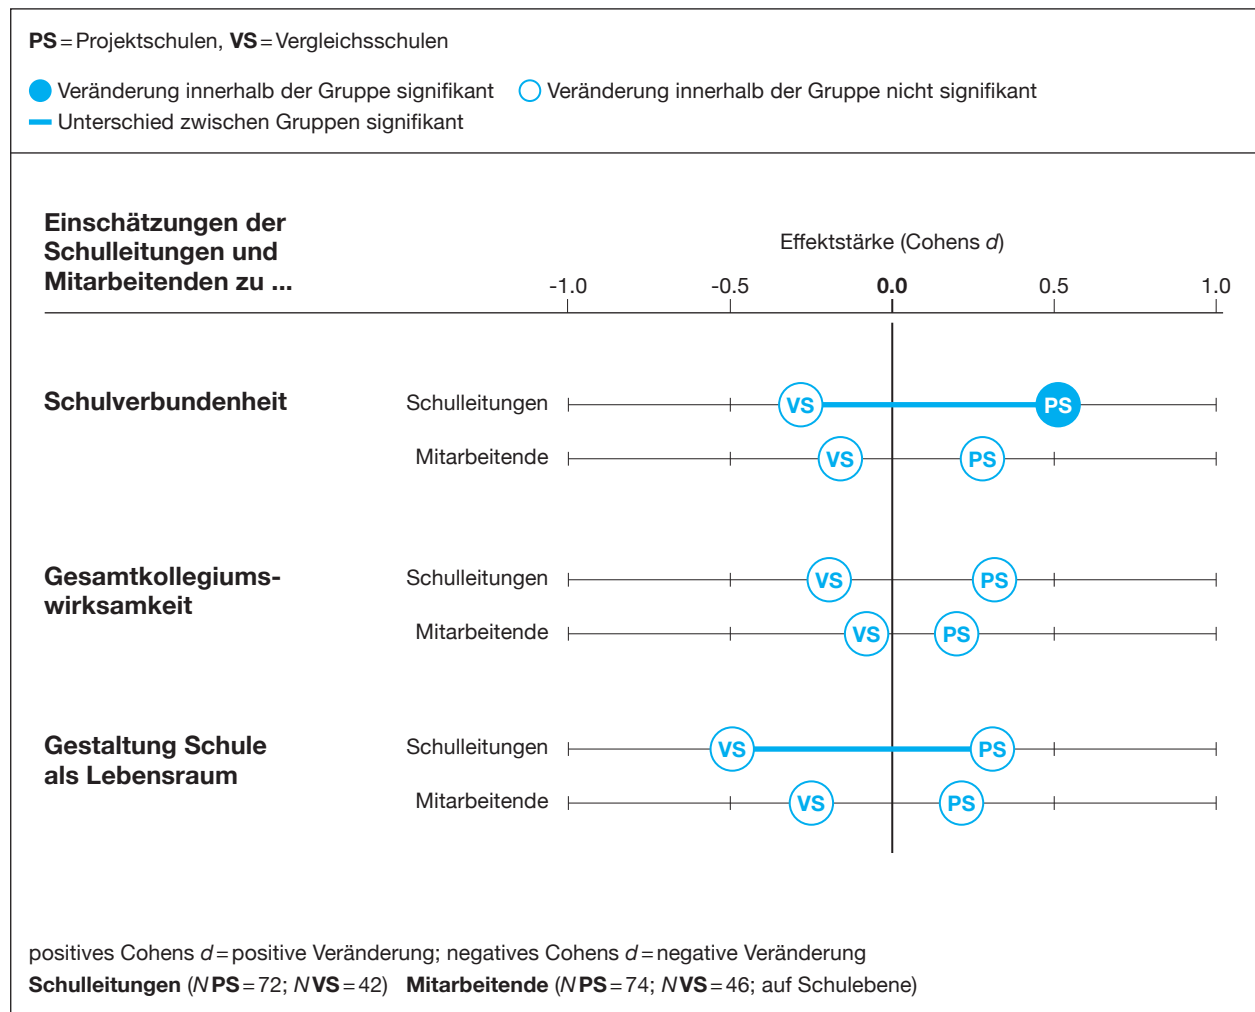 PS = Projektschulen, VS = Vergleichsschulen
Veränderung innerhalb der Gruppe signifikant Veränderung innerhalb der Gruppe nicht signifikant
Unterschied zwischen Gruppen signifikant
Einschätzungen der
Schulleitungen und
Mitarbeitenden zu ...
Effektstärke (Cohens d)
-1.0 -0.5 0.0 0.5 1.0
Schulverbundenheit
Schulleitungen VS PS
Mitarbeitende VS PS
Gesamtkollegiums-
wirksamkeit
Schulleitungen VS PS
Mitarbeitende VS PS
Gestaltung Schule
als Lebensraum
Schulleitungen VS PS
Mitarbeitende VS PS
positives Cohens d = positive Veränderung; negatives Cohens d = negative Veränderung
Schulleitungen (N PS = 72; N VS = 42) Mitarbeitende (N PS = 74; N VS = 46; auf Schulebene)